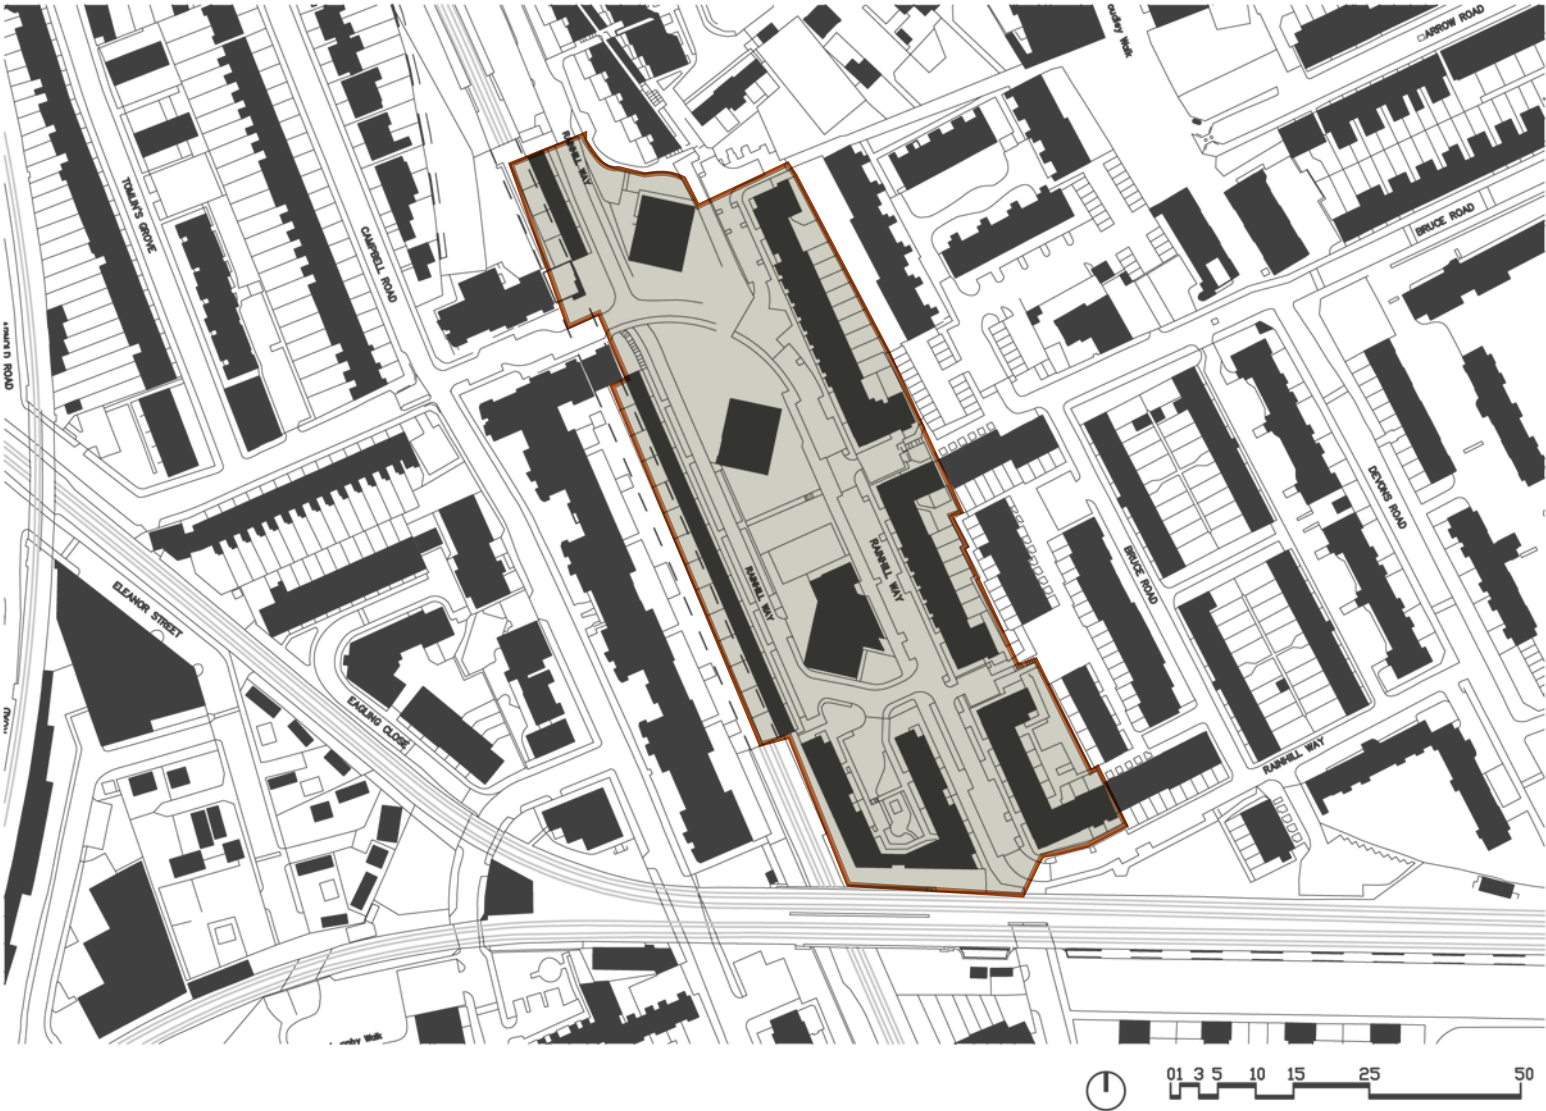 ARROW ROAD
RAINHILL WAY
TOMLIN'S GROVE
CAMPBELL ROAD
BRUCE ROAD
DEVONS ROAD
RAINHILL WAY
RAINHILL WAY
BRUCE ROAD
ELEANOR STREET
EAGLING CLOSE
RAINHILL WAY
Walk
01 3 5 10 15 25 50